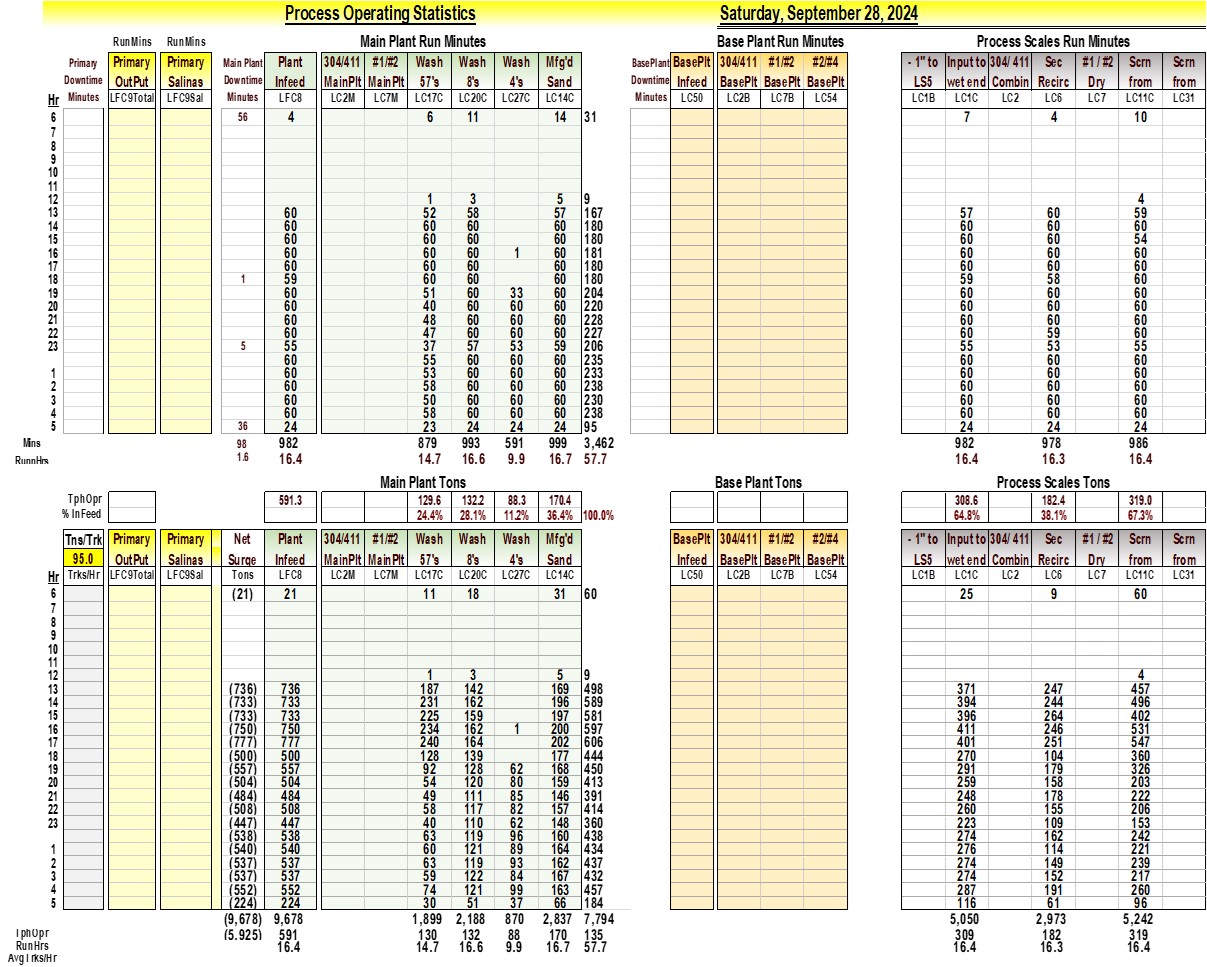 Process Operating Statistics Saturday, September 28, 2024
RunMins RunMins Main Plant Run Minutes Base Plant Run Minutes Process Scales Run Minutes
Primary Primary Primary Main Plant Plant 304/411 #1/#2 Wash Wash Wash Mfg'd BasePlant BasePlt 304/411 #1/#2 #2/#4 - 1" to Input to 304/ 411 Sec #1 / #2 Scrn Scrn
Downtime OutPut Salinas Downtime Infeed MainPlt MainPlt 57's 8's 4's Sand Downtime Infeed BasePlt BasePlt BasePlt LS5 wet end Combin Recirc Dry from from
Hr Minutes LFC9Total LFC9Sal Minutes LFC8 LC2M LC7M LC17C LC20C LC27C LC14C Minutes LC50 LC2B LC7B LC54 LC1B LC1C LC2 LC6 LC7 LC11C LC31
6 56 4 6 11 14 31 7 4 10
7
8
9
10
11
12 1 3 5 9 4
13 60 52 58 57 167 57 60 59
14 60 60 60 60 180 60 60 60
15 60 60 60 60 180 60 60 54
16 60 60 60 1 60 181 60 60 60
17 60 60 60 60 180 60 60 60
18 1 59 60 60 60 180 59 58 60
19 60 51 60 33 60 204 60 60 60
20 60 40 60 60 60 220 60 60 60
21 60 48 60 60 60 228 60 60 60
22 60 47 60 60 60 227 60 59 60
23 5 55 37 57 53 59 206 55 53 55
60 55 60 60 60 235 60 60 60
1 60 53 60 60 60 233 60 60 60
2 60 58 60 60 60 238 60 60 60
3 60 50 60 60 60 230 60 60 60
4 60 58 60 60 60 238 60 60 60
5 36 24 23 24 24 24 95 24 24 24
Mins 98 982 879 993 591 999 3,462 982 978 986
RunnHrs 1.6 16.4 14.7 16.6 9.9 16.7 57.7 16.4 16.3 16.4
Main Plant Tons Base Plant Tons Process Scales Tons
TphOpr 591.3 129.6 132.2 88.3 170.4 308.6 182.4 319.0
% InFeed 24.4% 28.1% 11.2% 36.4% 100.0% 64.8% 38.1% 67.3%
Tns/Trk Primary Primary Net Plant 304/411 #1/#2 Wash Wash Wash Mfg'd BasePlt 304/411 #1/#2 #2/#4 - 1" to Input to 304/ 411 Sec #1 / #2 Scrn Scrn
95.0 OutPut Salinas Surge Infeed MainPlt MainPlt 57's 8's 4's Sand Infeed BasePlt BasePlt BasePlt LS5 wet end Combin Recirc Dry from from
Hr Trks/Hr LFC9Total LFC9Sal Tons LFC8 LC2M LC7M LC17C LC20C LC27C LC14C LC50 LC2B LC7B LC54 LC1B LC1C LC2 LC6 LC7 LC11C LC31
6 (21) 21 11 18 31 60 25 9 60
7
8
9
10
11
12 1 3 5 9 4
13 (736) 736 187 142 169 498 371 247 457
14 (733) 733 231 162 196 589 394 244 496
15 (733) 733 225 159 197 581 396 264 402
16 (750) 750 234 162 1 200 597 411 246 531
17 (777) 777 240 164 202 606 401 251 547
18 (500) 500 128 139 177 444 270 104 360
19 (557) 557 92 128 62 168 450 291 179 326
20 (504) 504 54 120 80 159 413 259 158 203
21 (484) 484 49 111 85 146 391 248 178 222
22 (508) 508 58 117 82 157 414 260 155 206
23 (447) 447 40 110 62 148 360 223 109 153
(538) 538 63 119 96 160 438 274 162 242
1 (540) 540 60 121 89 164 434 276 114 221
2 (537) 537 63 119 93 162 437 274 149 239
3 (537) 537 59 122 84 167 432 274 152 217
4 (552) 552 74 121 99 163 457 287 191 260
5 (224) 224 30 51 37 66 184 116 61 96
(9,678) 9,678 1,899 2,188 870 2,837 7,794 5,050 2,973 5,242
TphOpr (5,925) 591 130 132 88 170 135 309 182 319
RunHrs 16.4 14.7 16.6 9.9 16.7 57.7 16.4 16.3 16.4
AvgTrks/Hr